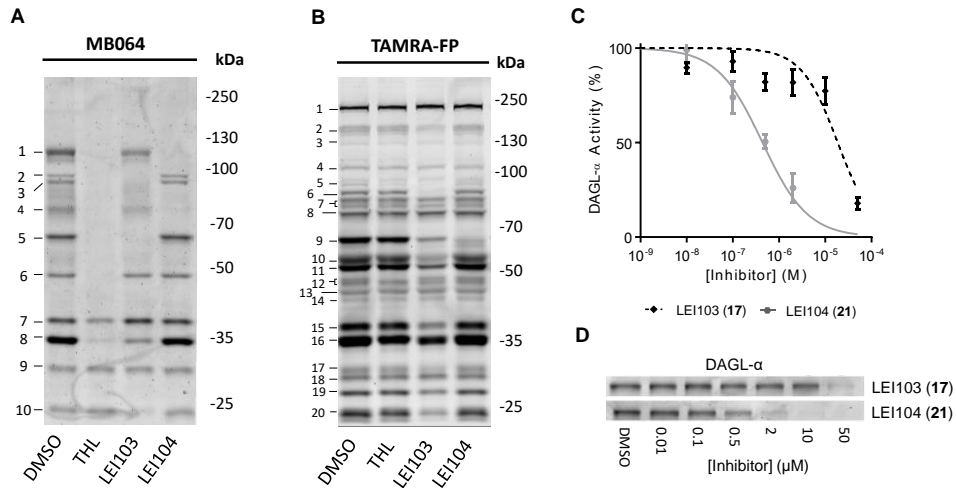 A
MB064
kDa
-250
-130
-100
-70
-50
-35
-25
1
2
3
4
5
6
7
8
9
10
DMSO
THL
LEI103
LEI104
B
TAMRA-FP
kDa
-250
-130
-100
-70
-50
-35
-25
1
2
3
4
5
6
7
8
9
10
11
12
13
14
15
16
17
18
19
20
DMSO
THL
LEI103
LEI104
C
DAGL-α Activity (%)
100
50
0
10⁻⁹ 10⁻⁸ 10⁻⁷ 10⁻⁶ 10⁻⁵ 10⁻⁴
[Inhibitor] (M)
LEI103 (17) LEI104 (21)
D
DAGL-α
LEI103 (17)
LEI104 (21)
DMSO 0.01 0.1 0.5 2 10 50
[Inhibitor] (µM)